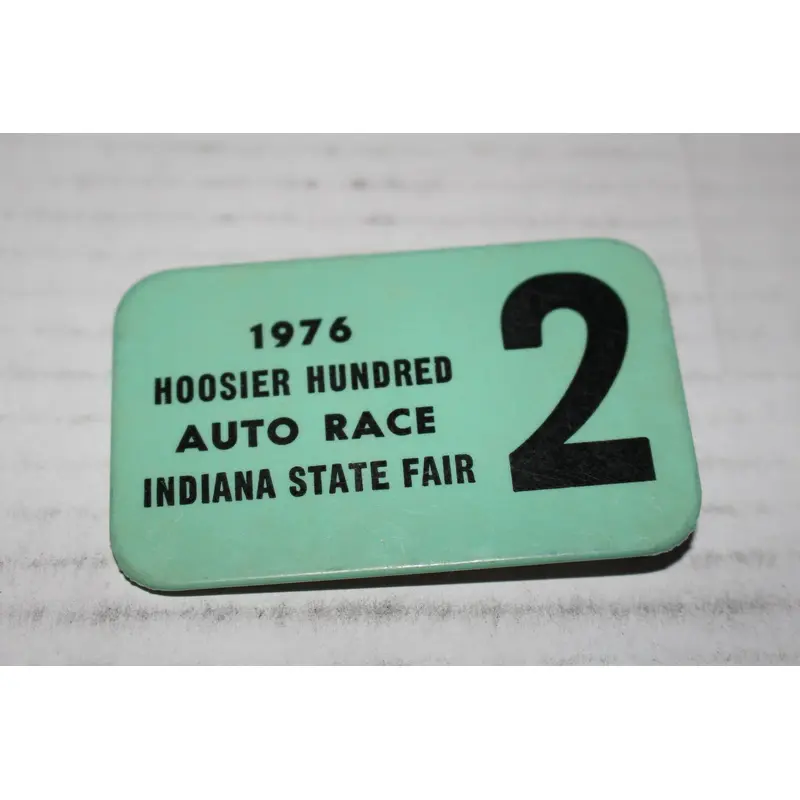 1976
HOOSIER HUNDRED
AUTO RACE
INDIANA STATE FAIR
2